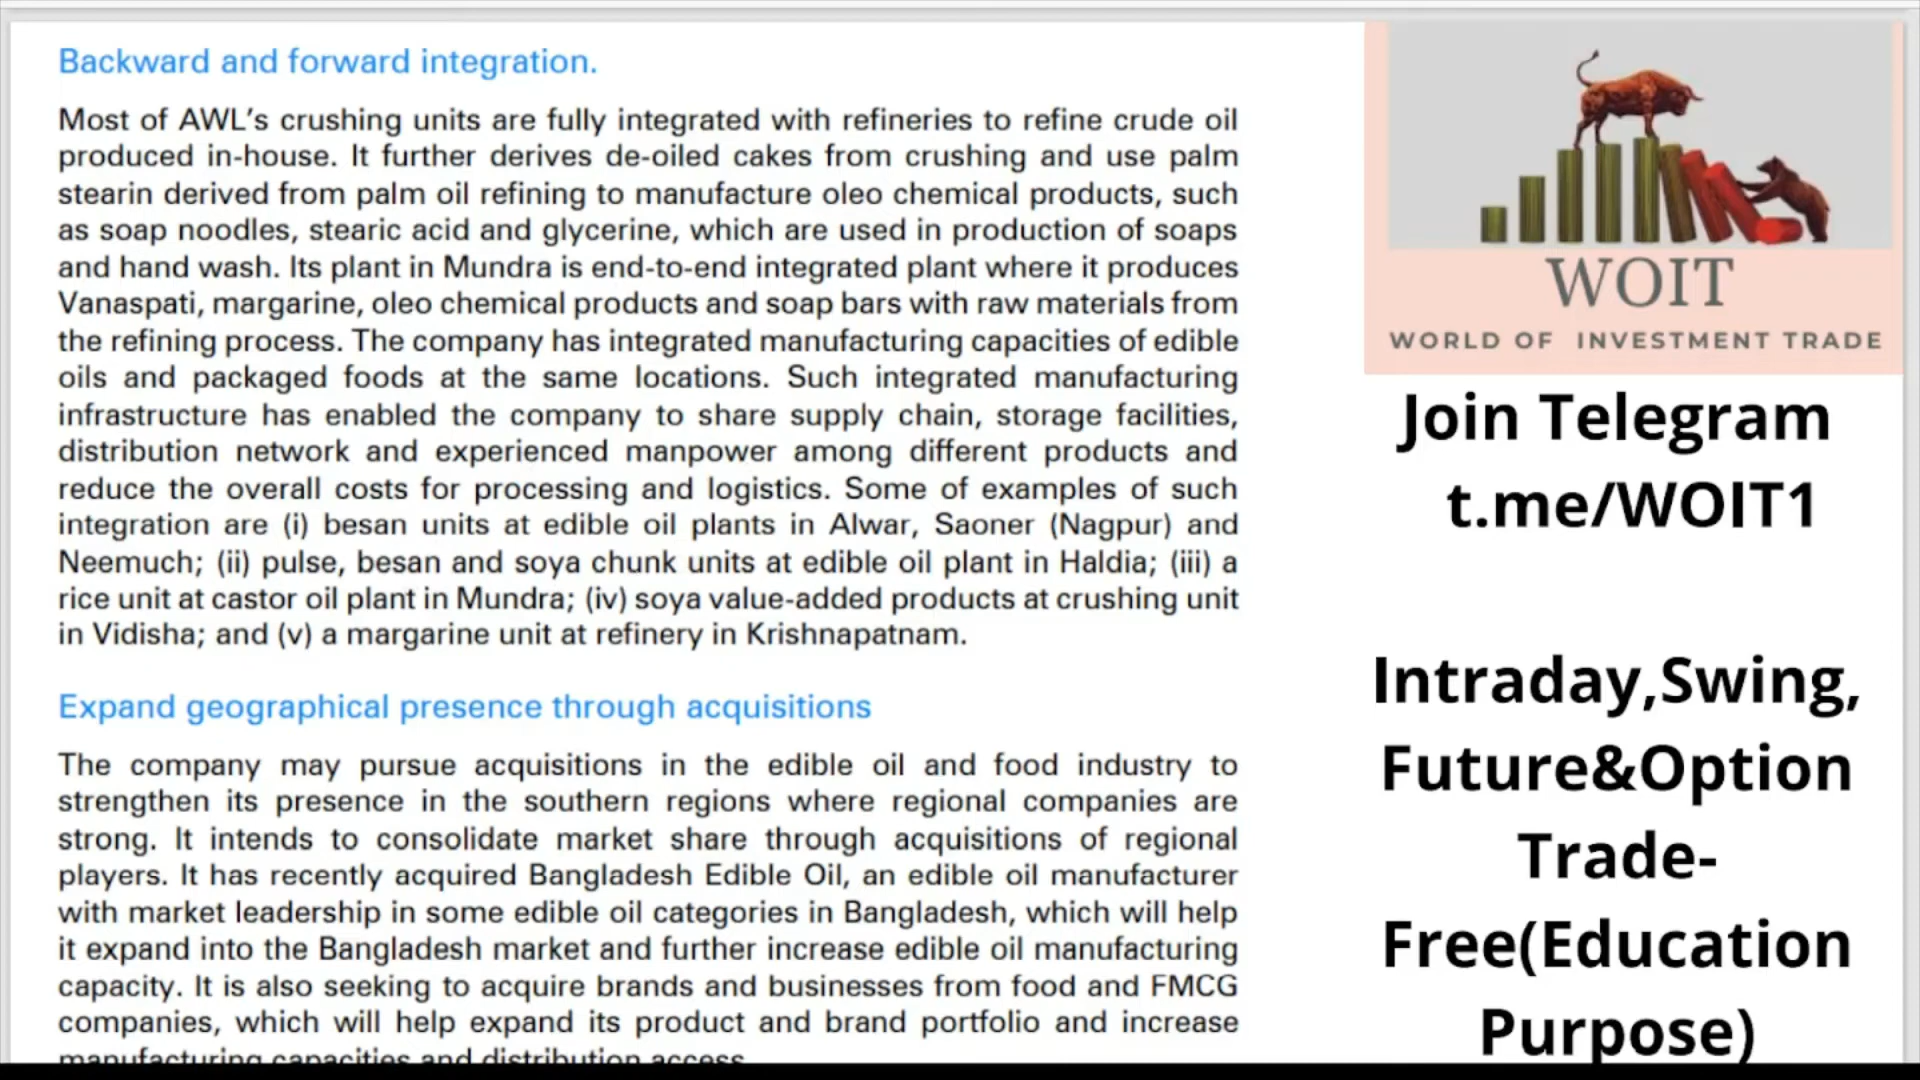 Backward and forward integration.
Most of AWL's crushing units are fully integrated with refineries to refine crude oil
produced in-house. It further derives de-oiled cakes from crushing and use palm
stearin derived from palm oil refining to manufacture oleo chemical products, such
as soap noodles, stearic acid and glycerine, which are used in production of soaps
and hand wash. Its plant in Mundra is end-to-end integrated plant where it produces
Vanaspati, margarine, oleo chemical products and soap bars with raw materials from
the refining process. The company has integrated manufacturing capacities of edible
oils and packaged foods at the same locations. Such integrated manufacturing
infrastructure has enabled the company to share supply chain, storage facilities,
distribution network and experienced manpower among different products and
reduce the overall costs for processing and logistics. Some of examples of such
integration are (i) besan units at edible oil plants in Alwar, Saoner (Nagpur) and
Neemuch; (ii) pulse, besan and soya chunk units at edible oil plant in Haldia; (iii) a
rice unit at castor oil plant in Mundra; (iv) soya value-added products at crushing unit
in Vidisha; and (v) a margarine unit at refinery in Krishnapatnam.
Expand geographical presence through acquisitions
The company may pursue acquisitions in the edible oil and food industry to
strengthen its presence in the southern regions where regional companies are
strong. It intends to consolidate market share through acquisitions of regional
players. It has recently acquired Bangladesh Edible Oil, an edible oil manufacturer
with market leadership in some edible oil categories in Bangladesh, which will help
it expand into the Bangladesh market and further increase edible oil manufacturing
capacity. It is also seeking to acquire brands and businesses from food and FMCG
companies, which will help expand its product and brand portfolio and increase
manufacturing capacities and distribution access.
WOIT
WORLD OF INVESTMENT TRADE
Join Telegram
t.me/WOIT1
Intraday,Swing,
Future&Option
Trade-
Free(Education
Purpose)